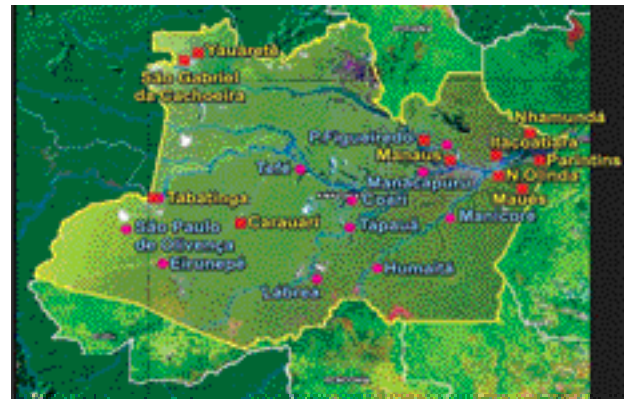 Yauaretá
São Gabriel
da Cachoeira
Nhamundá
P.Figueiredo
Itacoatiara
Manaus
Parintins
Tefé
Manacapuru
N.Olinda
Maués
Tabatinga
Coari
Manicoré
São Paulo
de Olivença
Carauari
Tapauá
Eirunepé
Humaitá
Lábrea